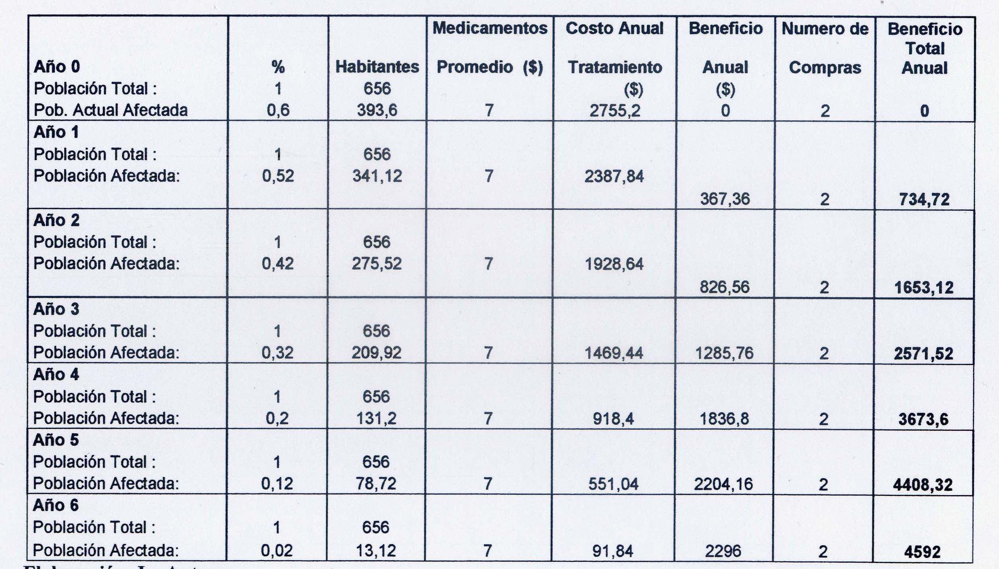 Medicamentos Costo Anual Beneficio Numero de Beneficio
Total
Año 0 % Habitantes Promedio ($) Tratamiento Anual Compras Anual
Población Total : 1 656 ($) ($)
Pob. Actual Afectada 0,6 393,6 7 2755,2 0 2 0
Año 1
Población Total : 1 656
Población Afectada: 0,52 341,12 7 2387,84
367,36 2 734,72
Año 2
Población Total : 1 656
Población Afectada: 0,42 275,52 7 1928,64
826,56 2 1653,12
Año 3
Población Total : 1 656
Población Afectada: 0,32 209,92 7 1469,44 1285,76 2 2571,52
Año 4
Población Total : 1 656
Población Afectada: 0,2 131,2 7 918,4 1836,8 2 3673,6
Año 5
Población Total : 1 656
Población Afectada: 0,12 78,72 7 551,04 2204,16 2 4408,32
Año 6
Población Total : 1 656
Población Afectada: 0,02 13,12 7 91,84 2296 2 4592